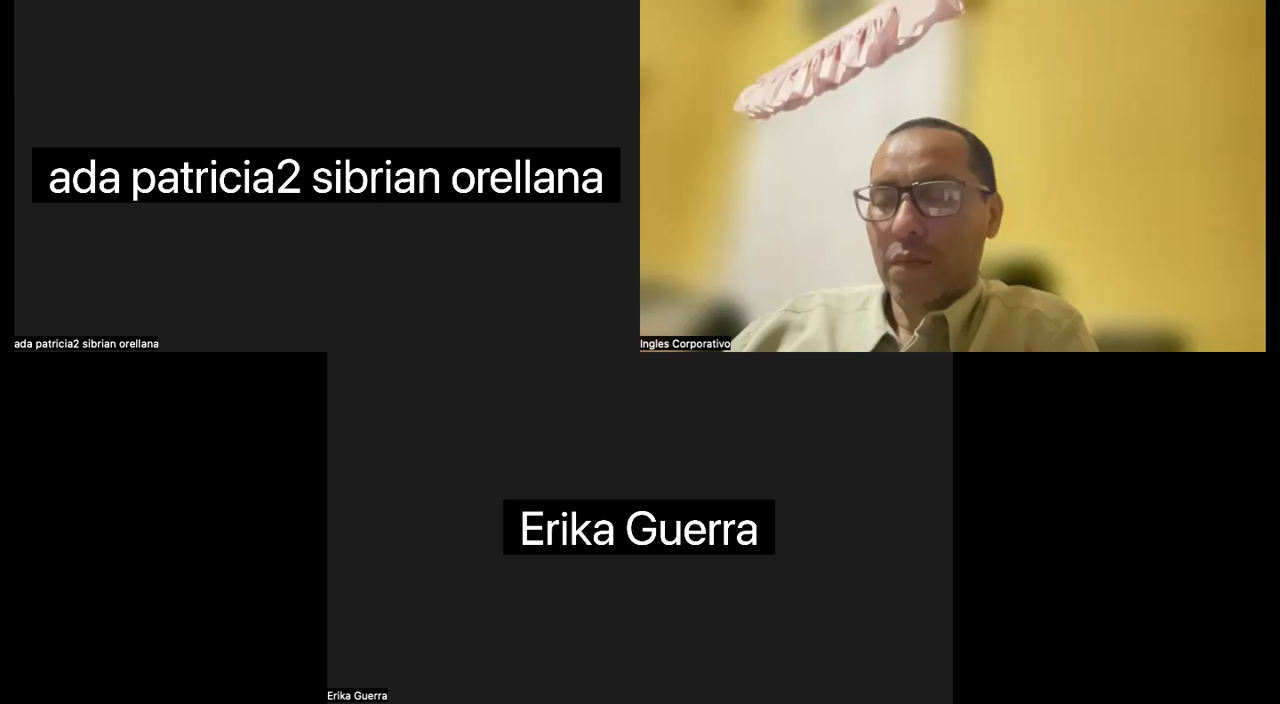 ada patricia2 sibrian orellana
ada patricia2 sibrian orellana
Ingles Corporativo
Erika Guerra
Erika Guerra